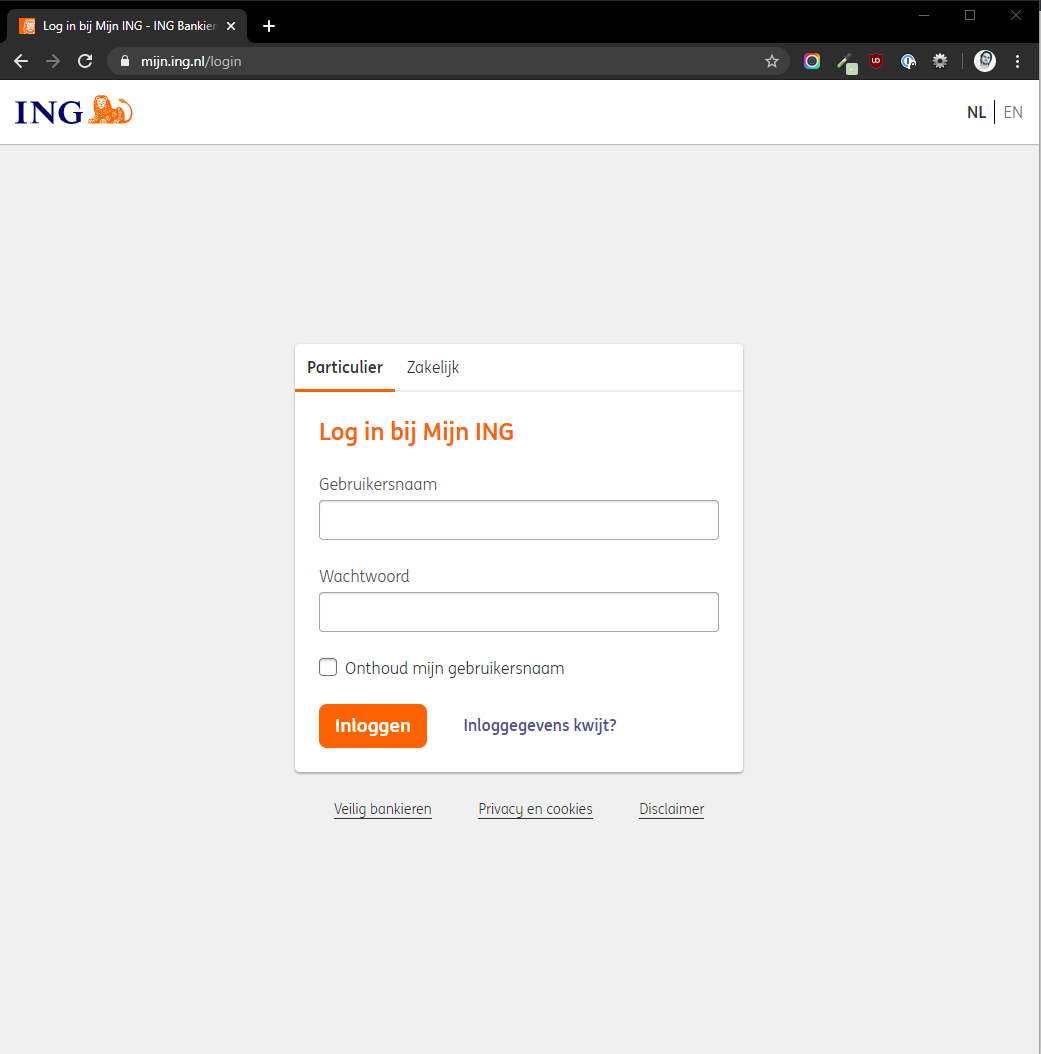 Log in bij Mijn ING - ING Bankier
mijn.ing.nl/login
ING
NL EN
Particulier Zakelijk
Log in bij Mijn ING
Gebruikersnaam
Wachtwoord
Onthoud mijn gebruikersnaam
Inloggen Inloggegevens kwijt?
Veilig bankieren Privacy en cookies Disclaimer